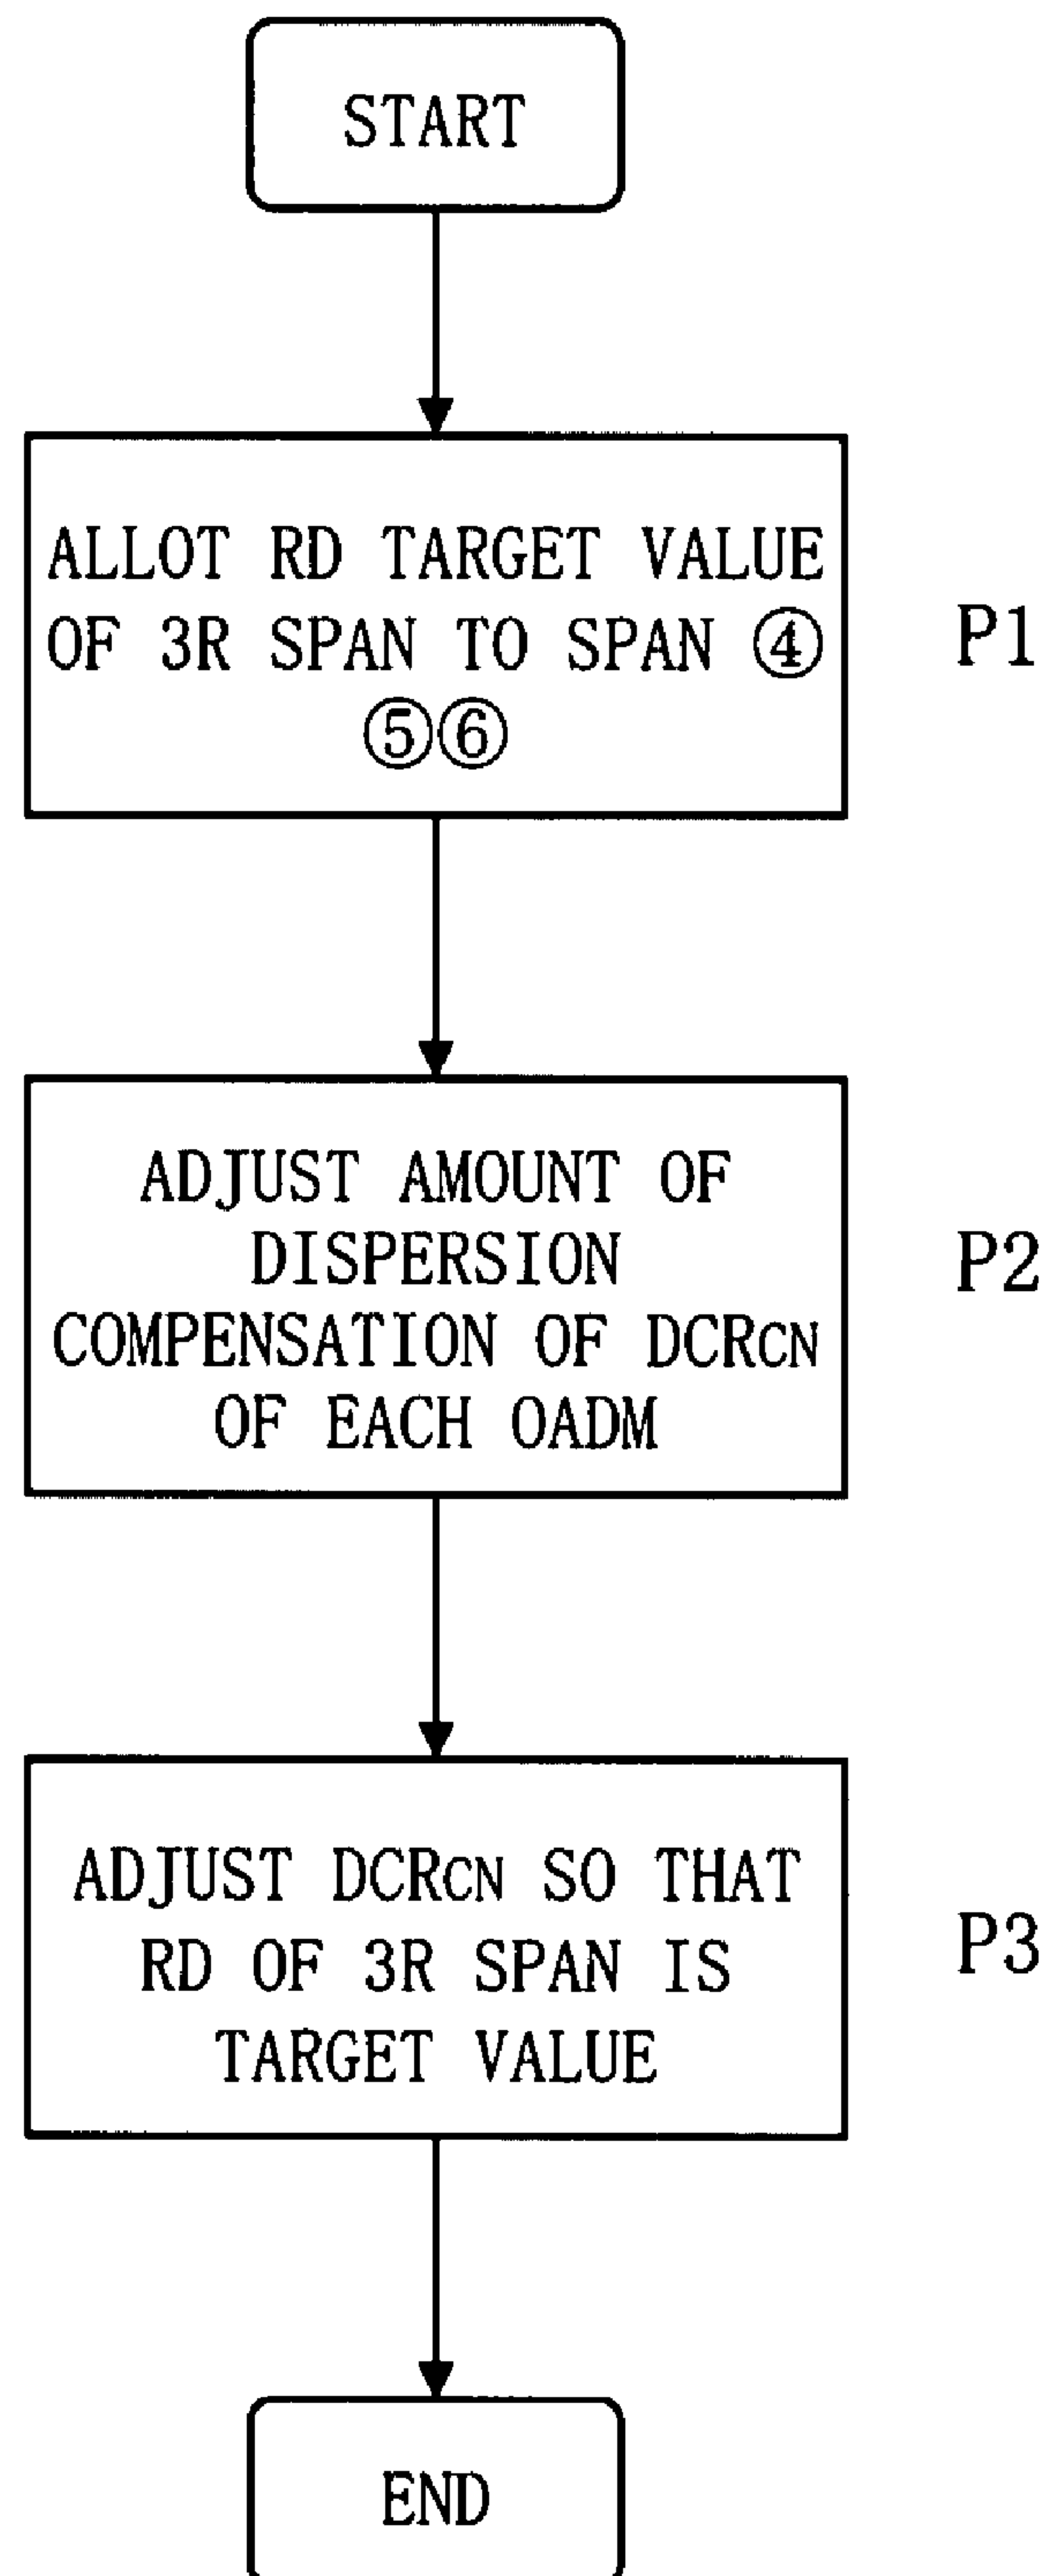 START
ALLOT RD TARGET VALUE
OF 3R SPAN TO SPAN ④
⑤⑥
P1
ADJUST AMOUNT OF
DISPERSION
COMPENSATION OF DCRCN
OF EACH OADM
P2
ADJUST DCRCN SO THAT
RD OF 3R SPAN IS
TARGET VALUE
P3
END